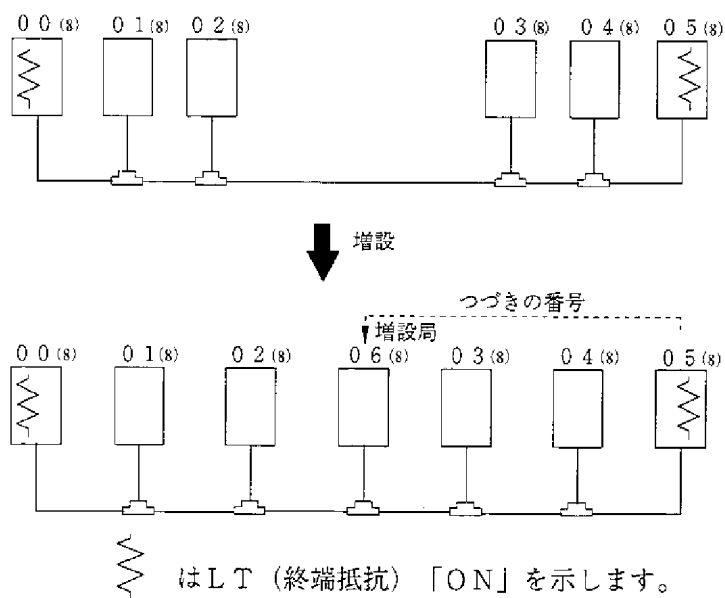 ００(8) ０１(8) ０２(8) ０３(8) ０４(8) ０５(8)
増設
つづきの番号
増設局
００(8) ０１(8) ０２(8) ０６(8) ０３(8) ０４(8) ０５(8)
はＬＴ（終端抵抗）「ＯＮ」を示します。